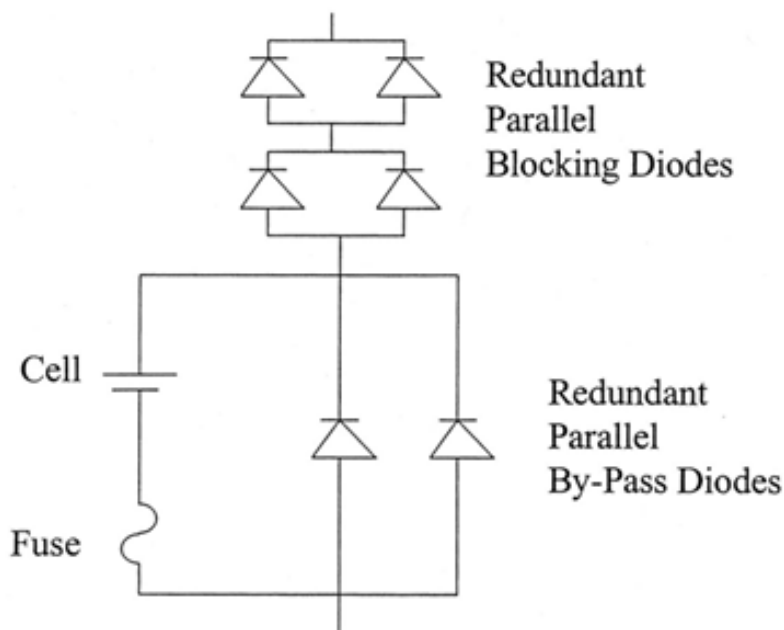 Redundant
Parallel
Blocking Diodes
Cell
Redundant
Parallel
By-Pass Diodes
Fuse